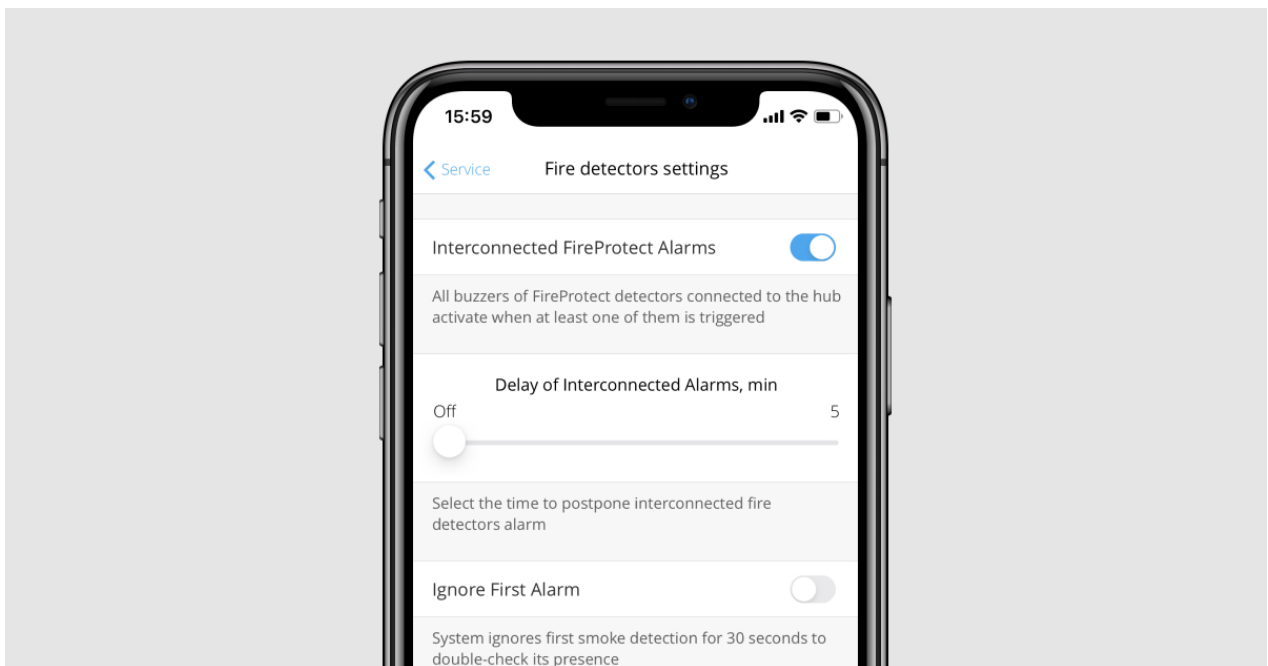 15:59
Service
Fire detectors settings
Interconnected FireProtect Alarms
All buzzers of FireProtect detectors connected to the hub
activate when at least one of them is triggered
Delay of Interconnected Alarms, min
Off
5
Select the time to postpone interconnected fire
detectors alarm
Ignore First Alarm
System ignores first smoke detection for 30 seconds to
double-check its presence